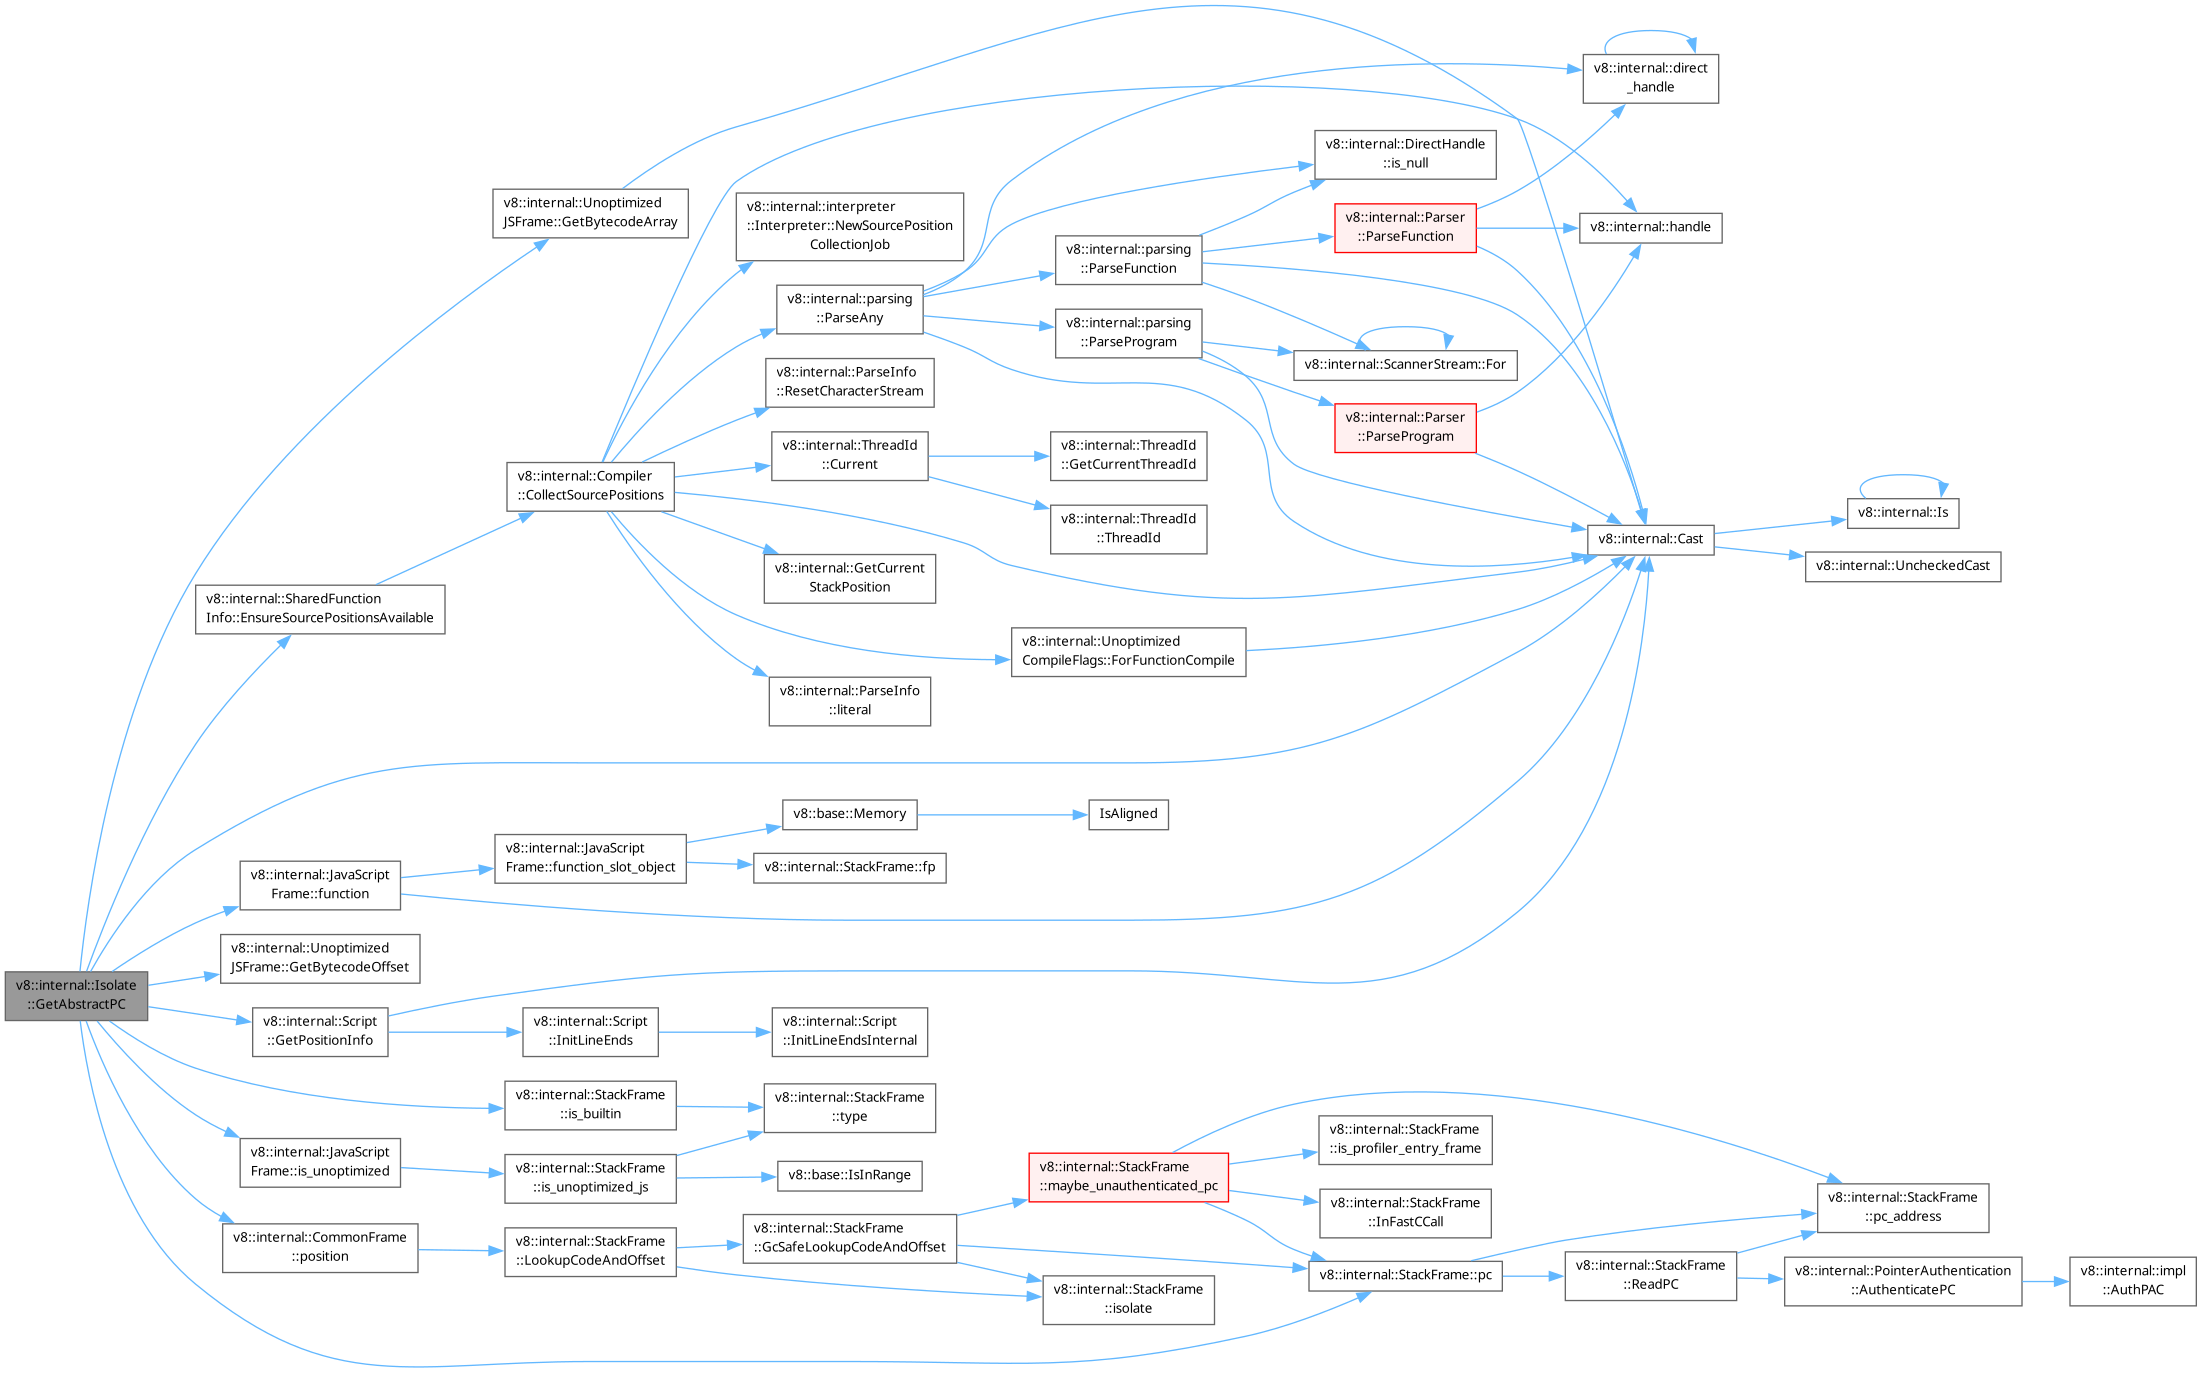 v8::internal::Isolate
::GetAbstractPC
v8::internal::Unoptimized
JSFrame::GetBytecodeArray
v8::internal::SharedFunction
Info::EnsureSourcePositionsAvailable
v8::internal::Compiler
::CollectSourcePositions
v8::internal::interpreter
::Interpreter::NewSourcePosition
CollectionJob
v8::internal::parsing
::ParseAny
v8::internal::ParseInfo
::ResetCharacterStream
v8::internal::ThreadId
::Current
v8::internal::GetCurrent
StackPosition
v8::internal::Unoptimized
CompileFlags::ForFunctionCompile
v8::internal::ParseInfo
::literal
v8::internal::parsing
::ParseFunction
v8::internal::parsing
::ParseProgram
v8::internal::ThreadId
::GetCurrentThreadId
v8::internal::ThreadId
::ThreadId
v8::internal::DirectHandle
::is_null
v8::internal::Parser
::ParseFunction
v8::internal::ScannerStream::For
v8::internal::Parser
::ParseProgram
v8::internal::direct
_handle
v8::internal::handle
v8::internal::Cast
v8::internal::Is
v8::internal::UncheckedCast
v8::internal::JavaScript
Frame::function
v8::internal::JavaScript
Frame::function_slot_object
v8::base::Memory
IsAligned
v8::internal::StackFrame::fp
v8::internal::Unoptimized
JSFrame::GetBytecodeOffset
v8::internal::Script
::GetPositionInfo
v8::internal::Script
::InitLineEnds
v8::internal::Script
::InitLineEndsInternal
v8::internal::StackFrame
::is_builtin
v8::internal::StackFrame
::type
v8::internal::JavaScript
Frame::is_unoptimized
v8::internal::StackFrame
::is_unoptimized_js
v8::base::IsInRange
v8::internal::CommonFrame
::position
v8::internal::StackFrame
::LookupCodeAndOffset
v8::internal::StackFrame
::GcSafeLookupCodeAndOffset
v8::internal::StackFrame
::maybe_unauthenticated_pc
v8::internal::StackFrame
::isolate
v8::internal::StackFrame
::is_profiler_entry_frame
v8::internal::StackFrame
::InFastCCall
v8::internal::StackFrame::pc
v8::internal::StackFrame
::ReadPC
v8::internal::StackFrame
::pc_address
v8::internal::PointerAuthentication
::AuthenticatePC
v8::internal::impl
::AuthPAC